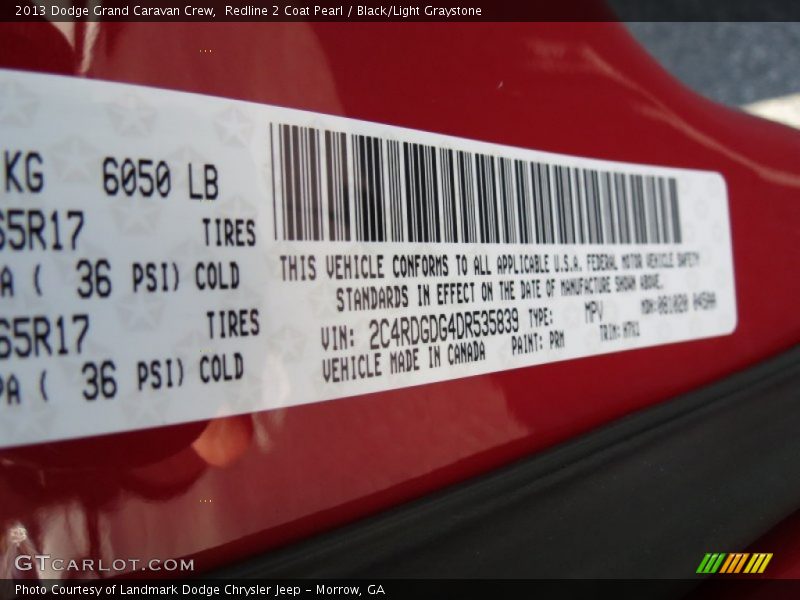 2013 Dodge Grand Caravan Crew,  Redline 2 Coat Pearl / Black/Light Graystone
KG 6050 LB
65R17 TIRES
PA ( 36 PSI) COLD
65R17 TIRES
PA ( 36 PSI) COLD
THIS VEHICLE CONFORMS TO ALL APPLICABLE U.S.A. FEDERAL MOTOR VEHICLE SAFETY
STANDARDS IN EFFECT ON THE DATE OF MANUFACTURE SHOWN ABOVE.
VIN: 2C4RDGDG4DR535839 TYPE: MPV
VEHICLE MADE IN CANADA PAINT: PRM TRIM:
GTCARLOT.COM
Photo Courtesy of Landmark Dodge Chrysler Jeep – Morrow, GA